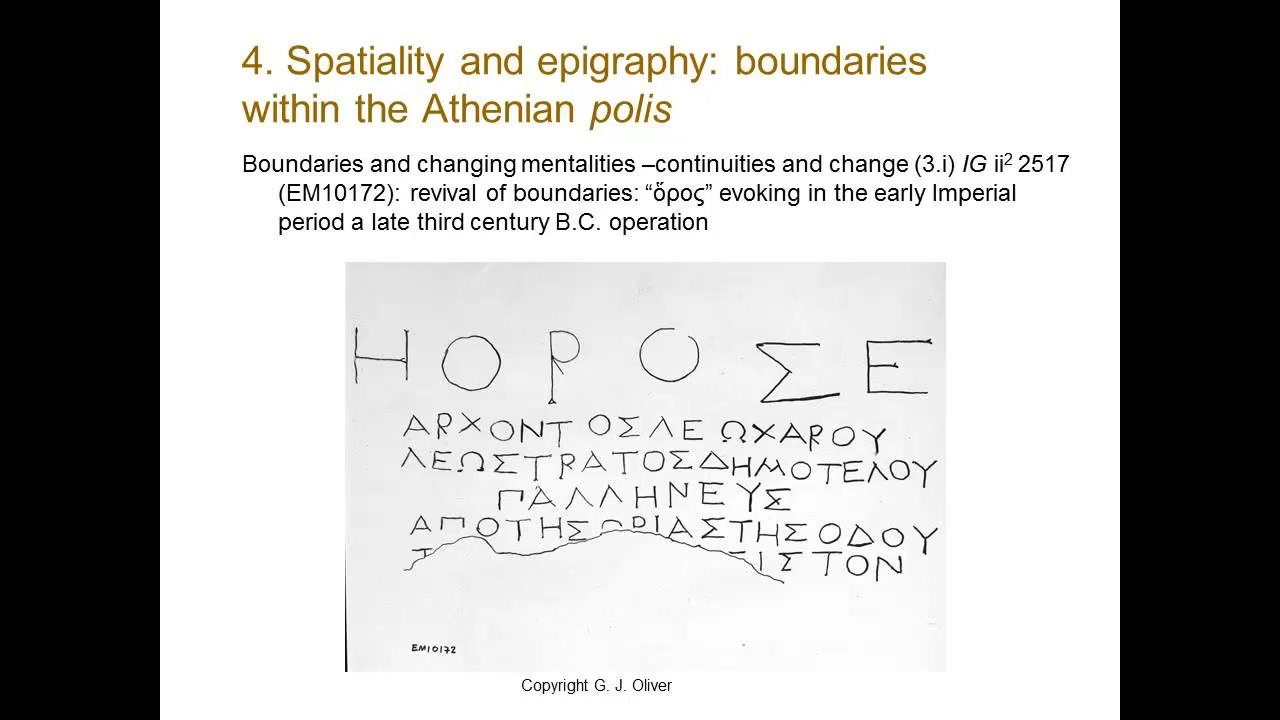 4. Spatiality and epigraphy: boundaries
within the Athenian polis
Boundaries and changing mentalities –continuities and change (3.i) IG ii² 2517
(EM10172): revival of boundaries: “ὅρος” evoking in the early Imperial
period a late third century B.C. operation
ΗΟΡΟΣΕ
ΑΡΧΟΝΤΟΣΛΕΩΧΑΡΟΥ
ΛΕΩΣΤΡΑΤΟΣΔΗΜΟΤΕΛΟΥ
ΠΑΛΛΗΝΕΥΣ
ΑΠΟΤΗΣΩΡΙΑΣΤΗΣΟΔΟΥ
ΙΣΤΟΝ
EM10172
Copyright G. J. Oliver